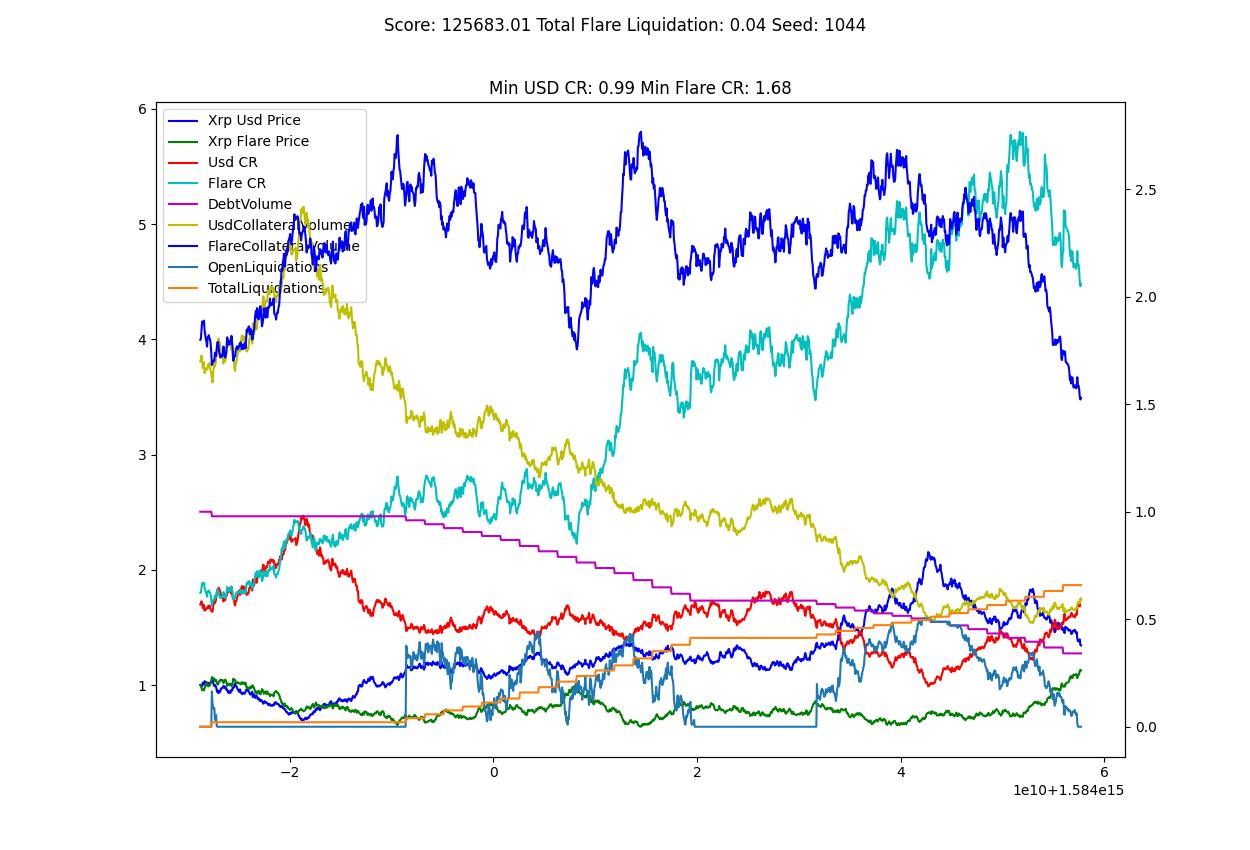 Score: 125683.01 Total Flare Liquidation: 0.04 Seed: 1044
Min USD CR: 0.99 Min Flare CR: 1.68
Xrp Usd Price
Xrp Flare Price
Usd CR
Flare CR
DebtVolume
UsdCollateralVolume
FlareCollateralVolume
OpenLiquidations
TotalLiquidations
6
5
4
3
2
1
2.5
2.0
1.5
1.0
0.5
0.0
−2 0 2 4 6
1e10+1.584e15